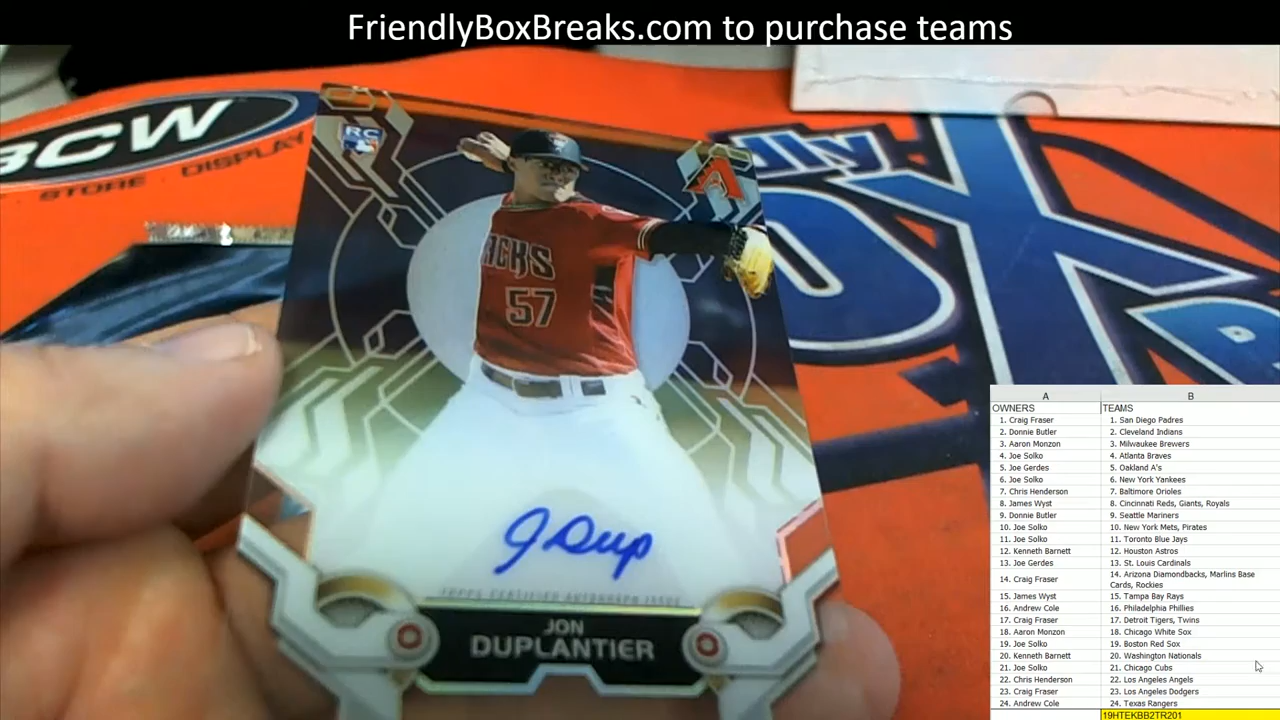 FriendlyBoxBreaks.com to purchase teams
BCW
STORE DISPLAY
RC
dly
OX
B
ACKS
57
J Dup
TOPPS CERTIFIED AUTOGRAPH ISSUE
JON
DUPLANTIER
A B
OWNERS TEAMS
1. Craig Fraser 1. San Diego Padres
2. Donnie Butler 2. Cleveland Indians
3. Aaron Monzon 3. Milwaukee Brewers
4. Joe Solko 4. Atlanta Braves
5. Joe Gerdes 5. Oakland A's
6. Joe Solko 6. New York Yankees
7. Chris Henderson 7. Baltimore Orioles
8. James Wyst 8. Cincinnati Reds, Giants, Royals
9. Donnie Butler 9. Seattle Mariners
10. Joe Solko 10. New York Mets, Pirates
11. Joe Solko 11. Toronto Blue Jays
12. Kenneth Barnett 12. Houston Astros
13. Joe Gerdes 13. St. Louis Cardinals
14. Craig Fraser 14. Arizona Diamondbacks, Marlins Base
Cards, Rockies
15. James Wyst 15. Tampa Bay Rays
16. Andrew Cole 16. Philadelphia Phillies
17. Craig Fraser 17. Detroit Tigers, Twins
18. Aaron Monzon 18. Chicago White Sox
19. Joe Solko 19. Boston Red Sox
20. Kenneth Barnett 20. Washington Nationals
21. Joe Solko 21. Chicago Cubs
22. Chris Henderson 22. Los Angeles Angels
23. Craig Fraser 23. Los Angeles Dodgers
24. Andrew Cole 24. Texas Rangers
19HTEKBB2TR201